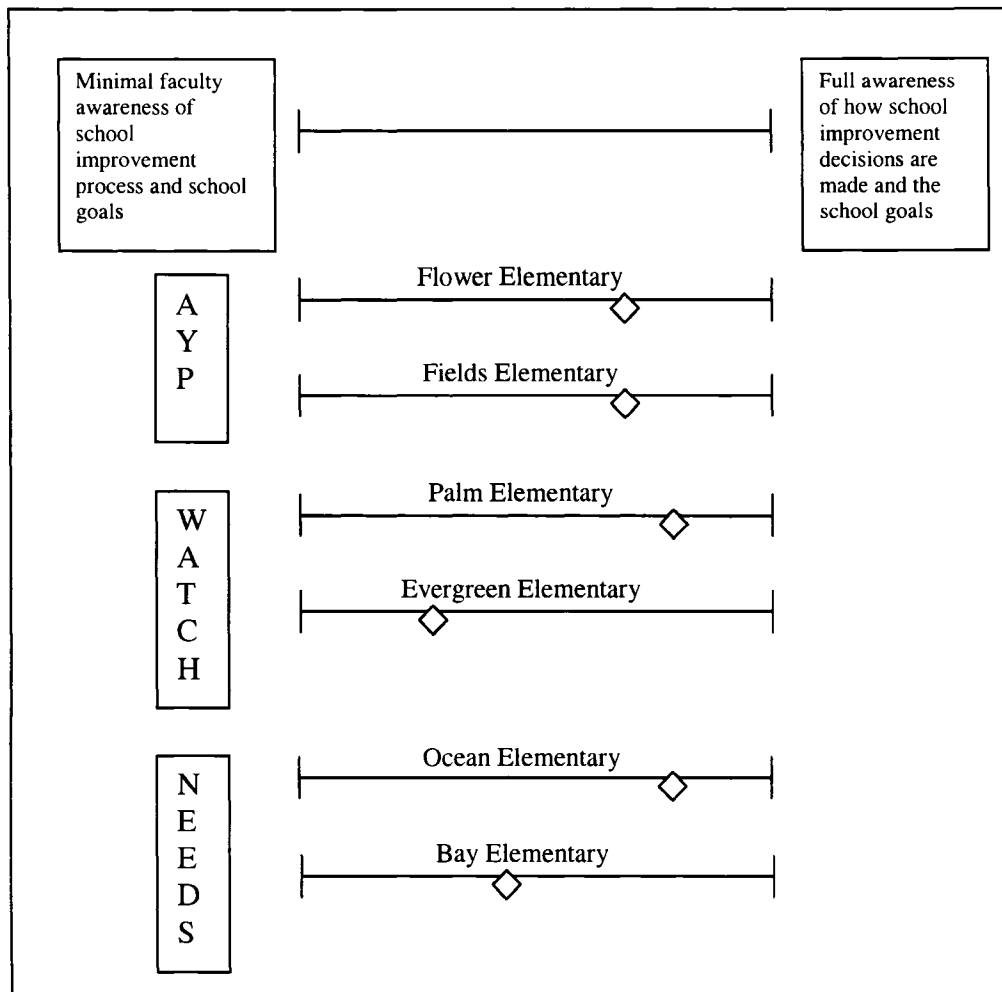 Minimal faculty
awareness of
school
improvement
process and school
goals
Full awareness
of how school
improvement
decisions are
made and the
school goals
A
Y
P
Flower Elementary
Fields Elementary
W
A
T
C
H
Palm Elementary
Evergreen Elementary
N
E
E
D
S
Ocean Elementary
Bay Elementary